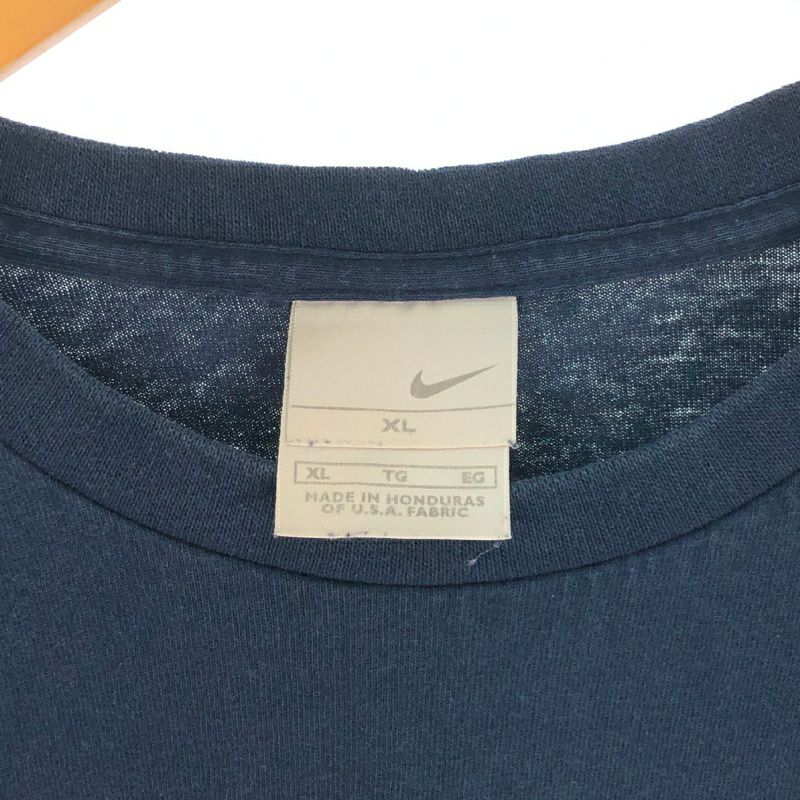 XL
XL TG EG
MADE IN HONDURAS
OF U.S.A. FABRIC